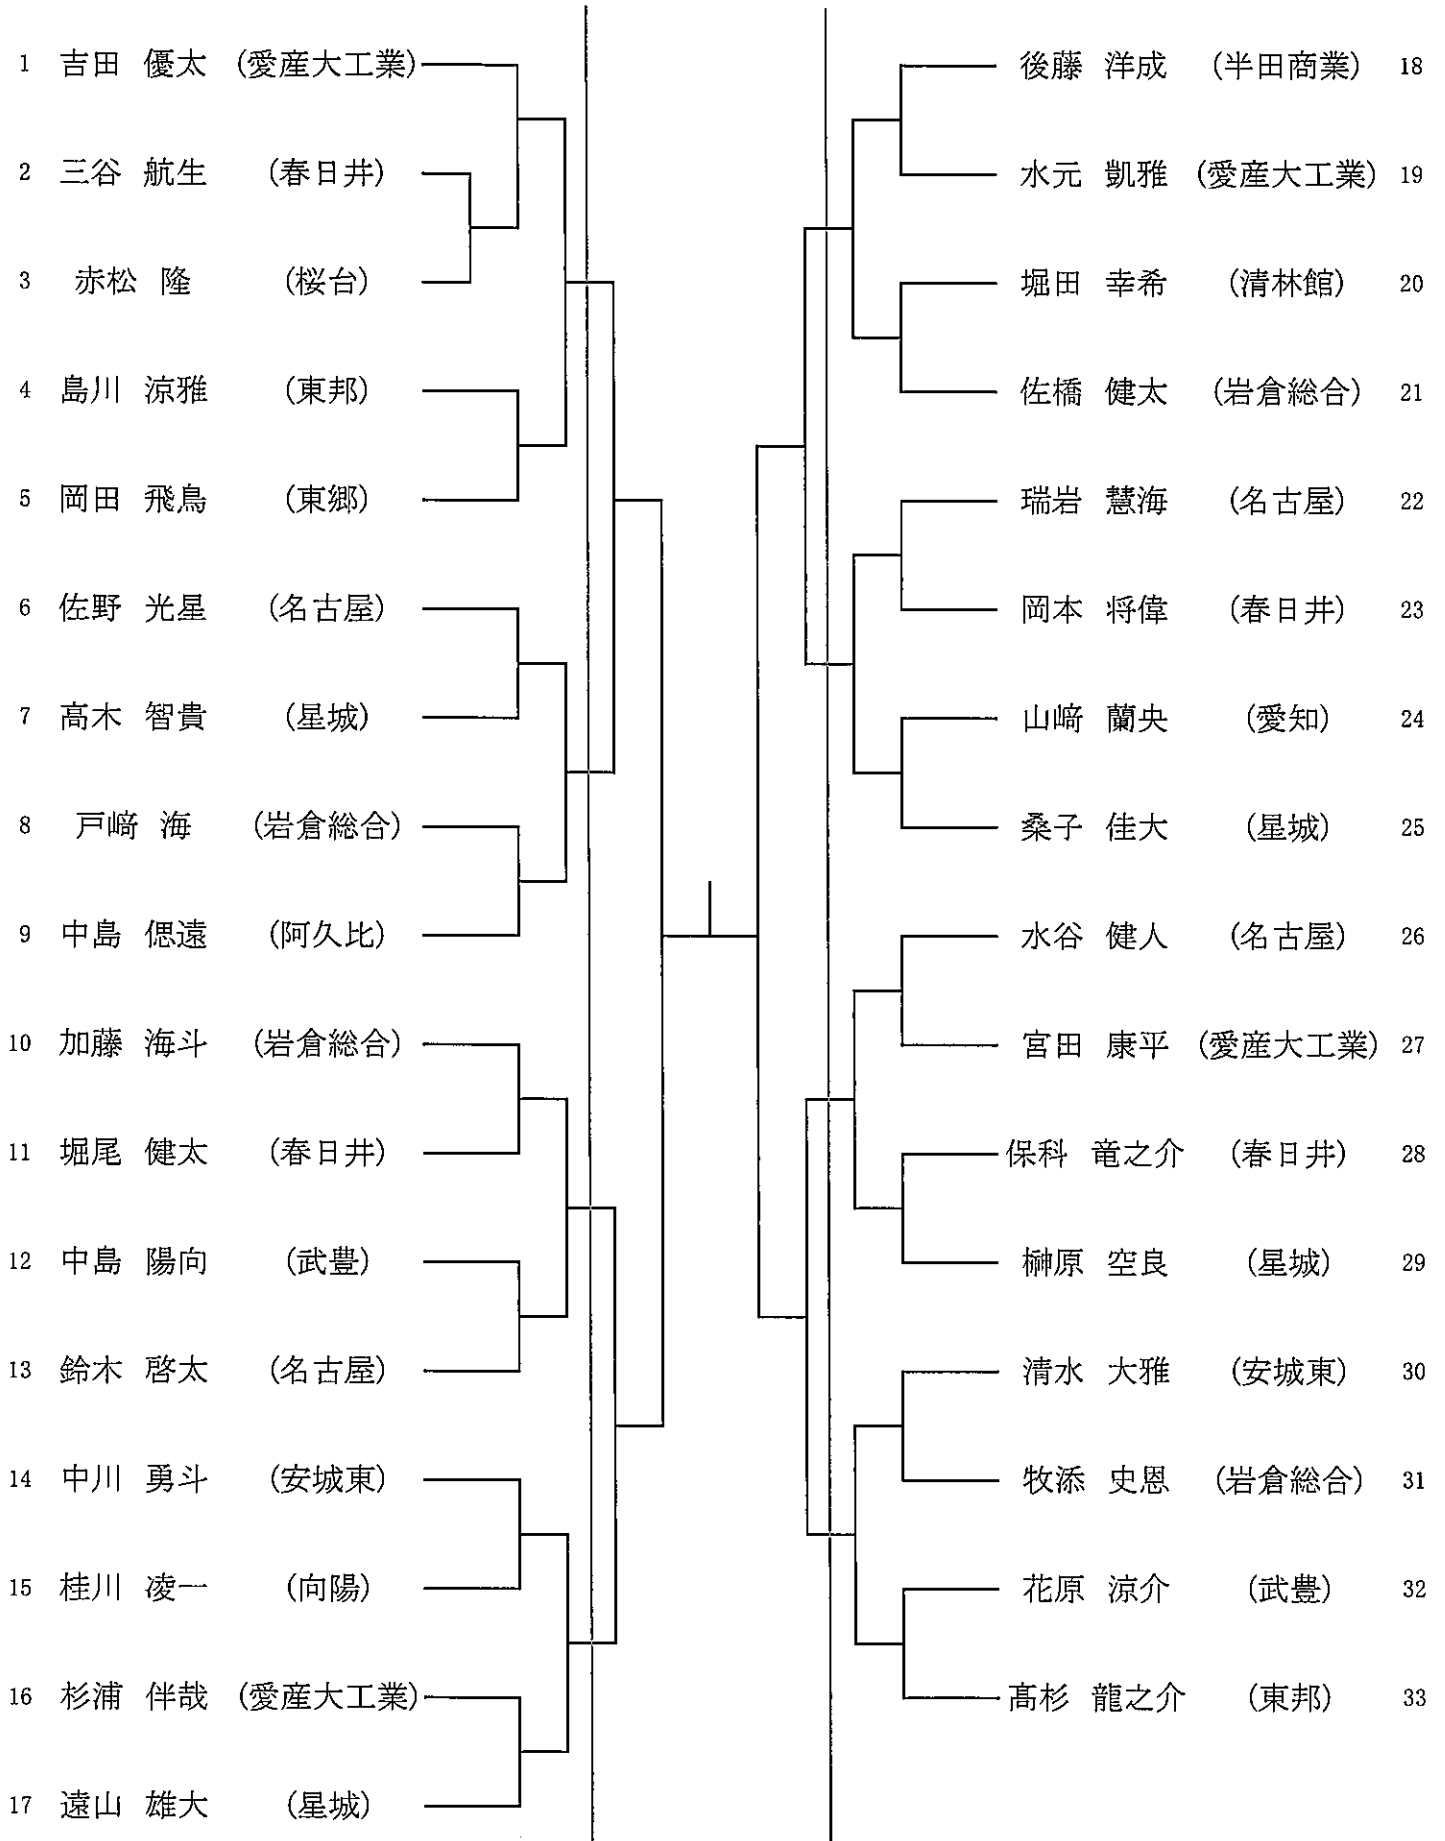 1 吉田 優太 (愛産大工業)
2 三谷 航生 (春日井)
3 赤松 隆 (桜台)
4 島川 涼雅 (東邦)
5 岡田 飛鳥 (東郷)
6 佐野 光星 (名古屋)
7 高木 智貴 (星城)
8 戸﨑 海 (岩倉総合)
9 中島 偲遠 (阿久比)
10 加藤 海斗 (岩倉総合)
11 堀尾 健太 (春日井)
12 中島 陽向 (武豊)
13 鈴木 啓太 (名古屋)
14 中川 勇斗 (安城東)
15 桂川 凌一 (向陽)
16 杉浦 伴哉 (愛産大工業)
17 遠山 雄大 (星城)
後藤 洋成 (半田商業) 18
水元 凱雅 (愛産大工業) 19
堀田 幸希 (清林館) 20
佐橋 健太 (岩倉総合) 21
瑞岩 慧海 (名古屋) 22
岡本 将偉 (春日井) 23
山﨑 蘭央 (愛知) 24
桑子 佳大 (星城) 25
水谷 健人 (名古屋) 26
宮田 康平 (愛産大工業) 27
保科 竜之介 (春日井) 28
榊原 空良 (星城) 29
清水 大雅 (安城東) 30
牧添 史恩 (岩倉総合) 31
花原 涼介 (武豊) 32
髙杉 龍之介 (東邦) 33